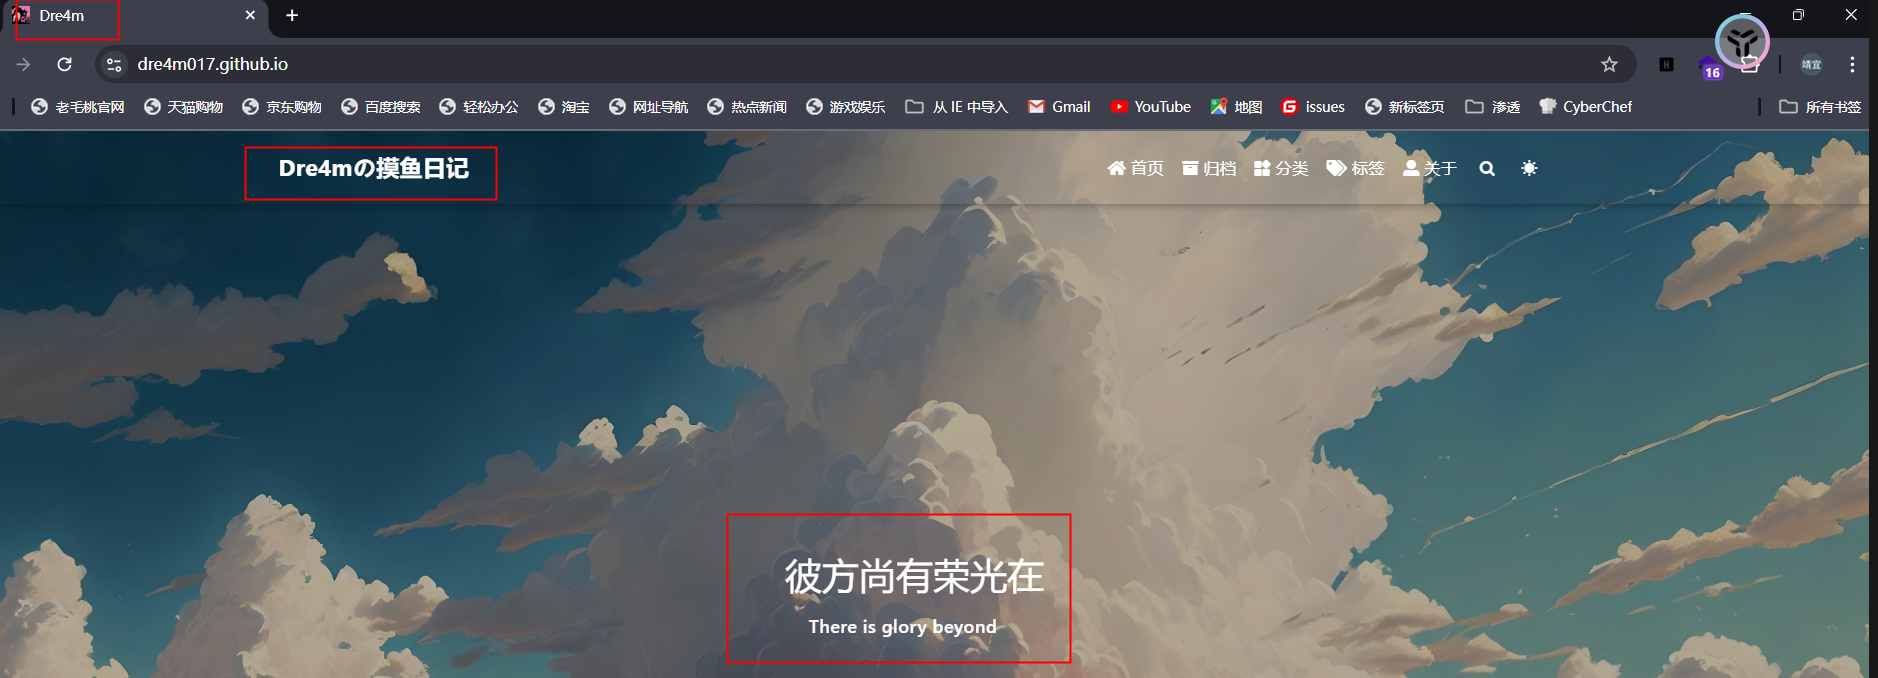 Dre4m
dre4m017.github.io
16
靖宜
老毛桃官网 天猫购物 京东购物 百度搜索 轻松办公 淘宝 网址导航 热点新闻 游戏娱乐 从 IE 中导入 Gmail YouTube 地图 issues 新标签页 渗透 CyberChef 所有书签
Dre4mの摸鱼日记
首页 归档 分类 标签 关于
彼方尚有荣光在
There is glory beyond